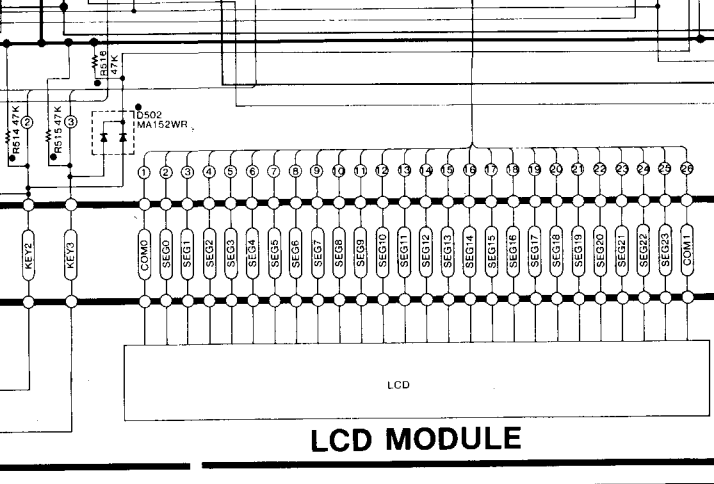 R516
47K
R514 47K
2
R515 47K
3
D502
MA152WR
1 2 3 4 5 6 7 8 9 10 11 12 13 14 15 16 17 18 19 20 21 22 23 24 25 26
KEY2 KEY3 COM0 SEG0 SEG1 SEG2 SEG3 SEG4 SEG5 SEG6 SEG7 SEG8 SEG9 SEG10 SEG11 SEG12 SEG13 SEG14 SEG15 SEG16 SEG17 SEG18 SEG19 SEG20 SEG21 SEG22 SEG23 COM1
LCD
LCD MODULE